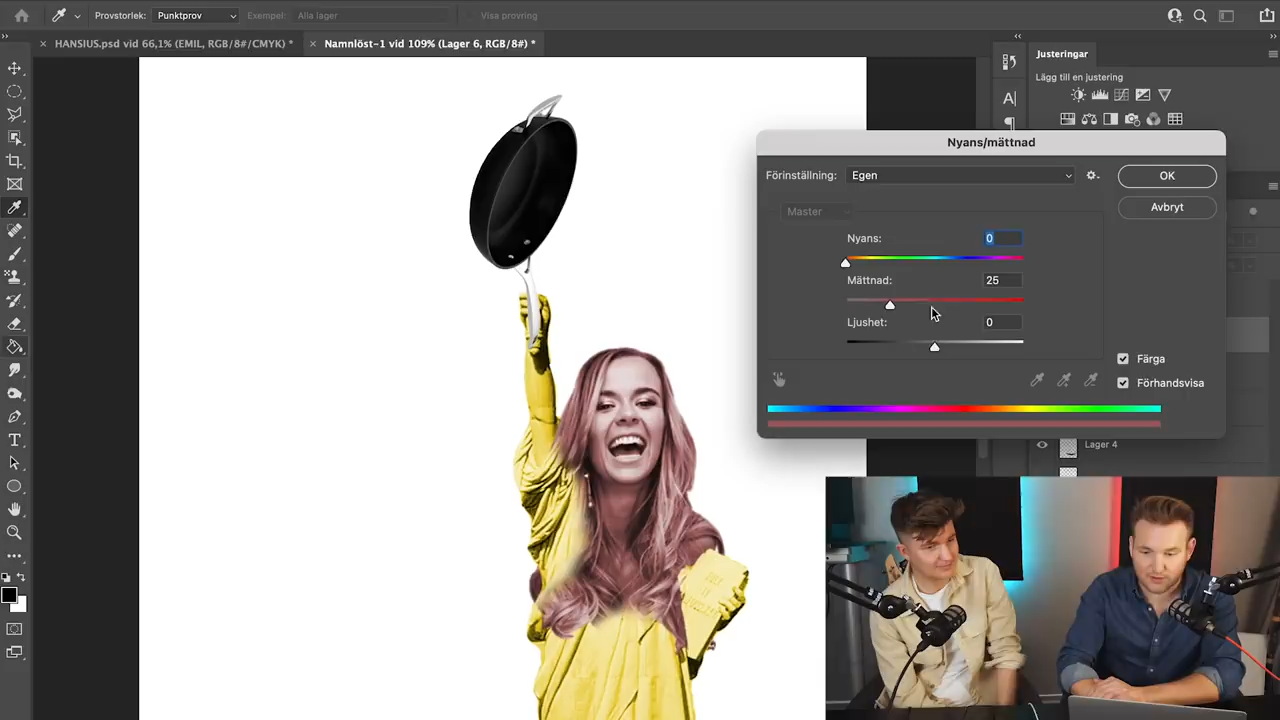 Provstorlek: Punktprov Exempel: Alla lager Visa provring
HANSIUS.psd vid 66,1% (EMIL, RGB/8#/CMYK) *
Namnlöst-1 vid 109% (Lager 6, RGB/8#) *
Justeringar
Lägg till en justering
Nyans/mättnad
Förinställning: Egen
OK
Master
Avbryt
Nyans: 0
Mättnad: 25
Ljushet: 0
Färga
Förhandsvisa
Lager 4